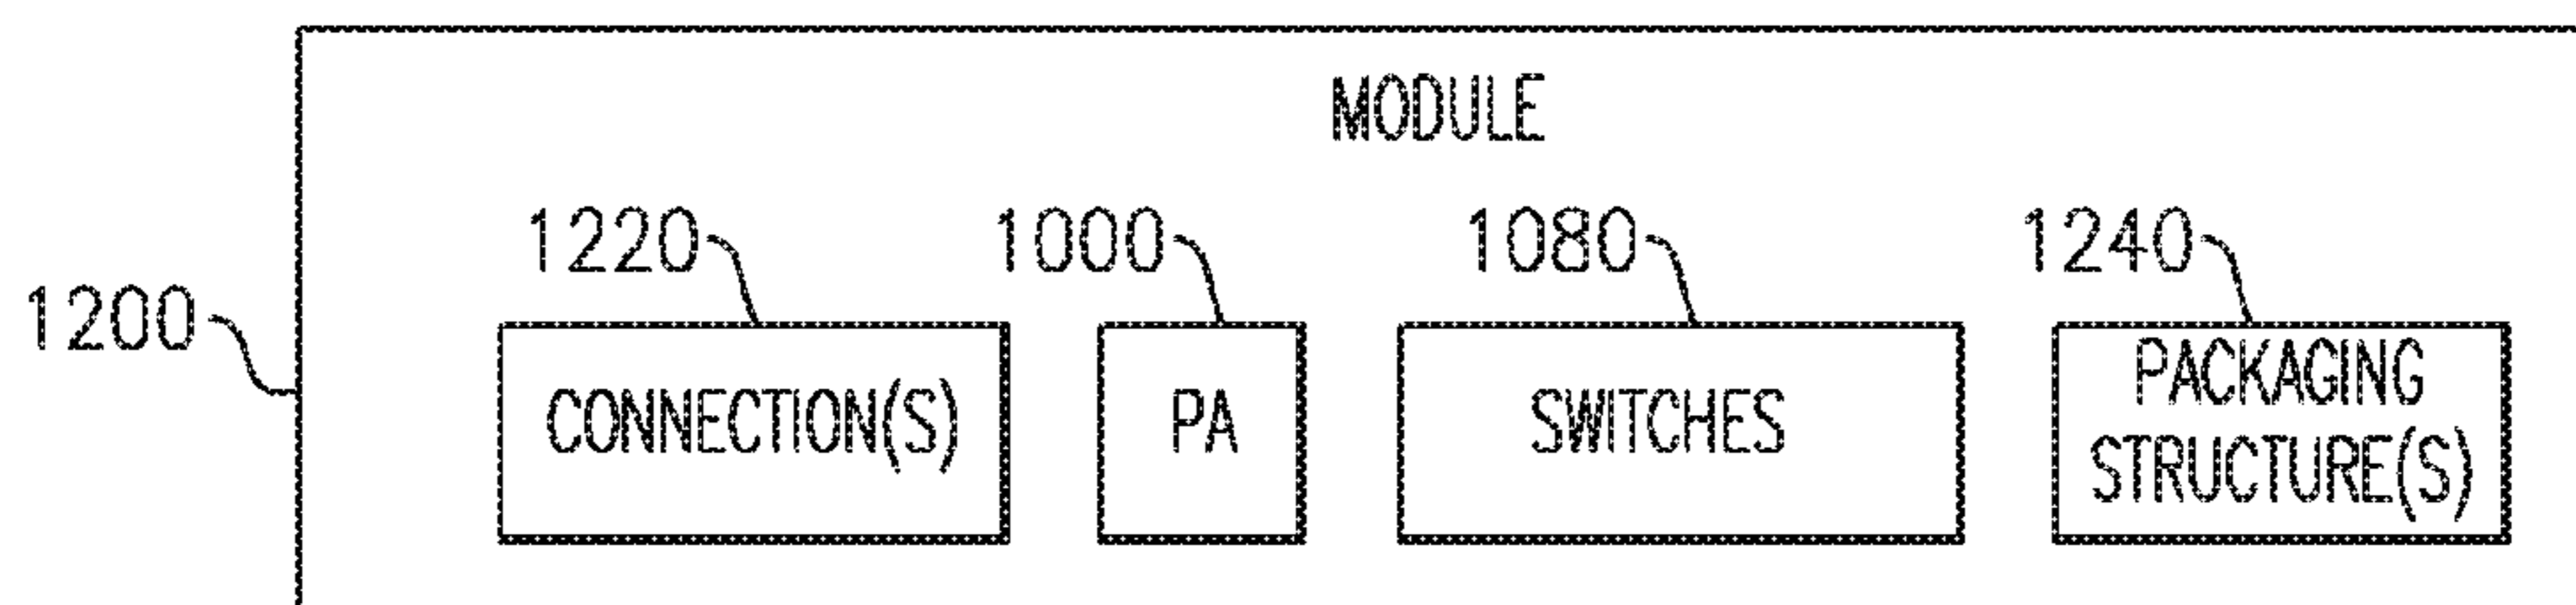 MODULE
1220 1000 1080 1240
1200
CONNECTION(S) PA SWITCHES PACKAGING
STRUCTURE(S)